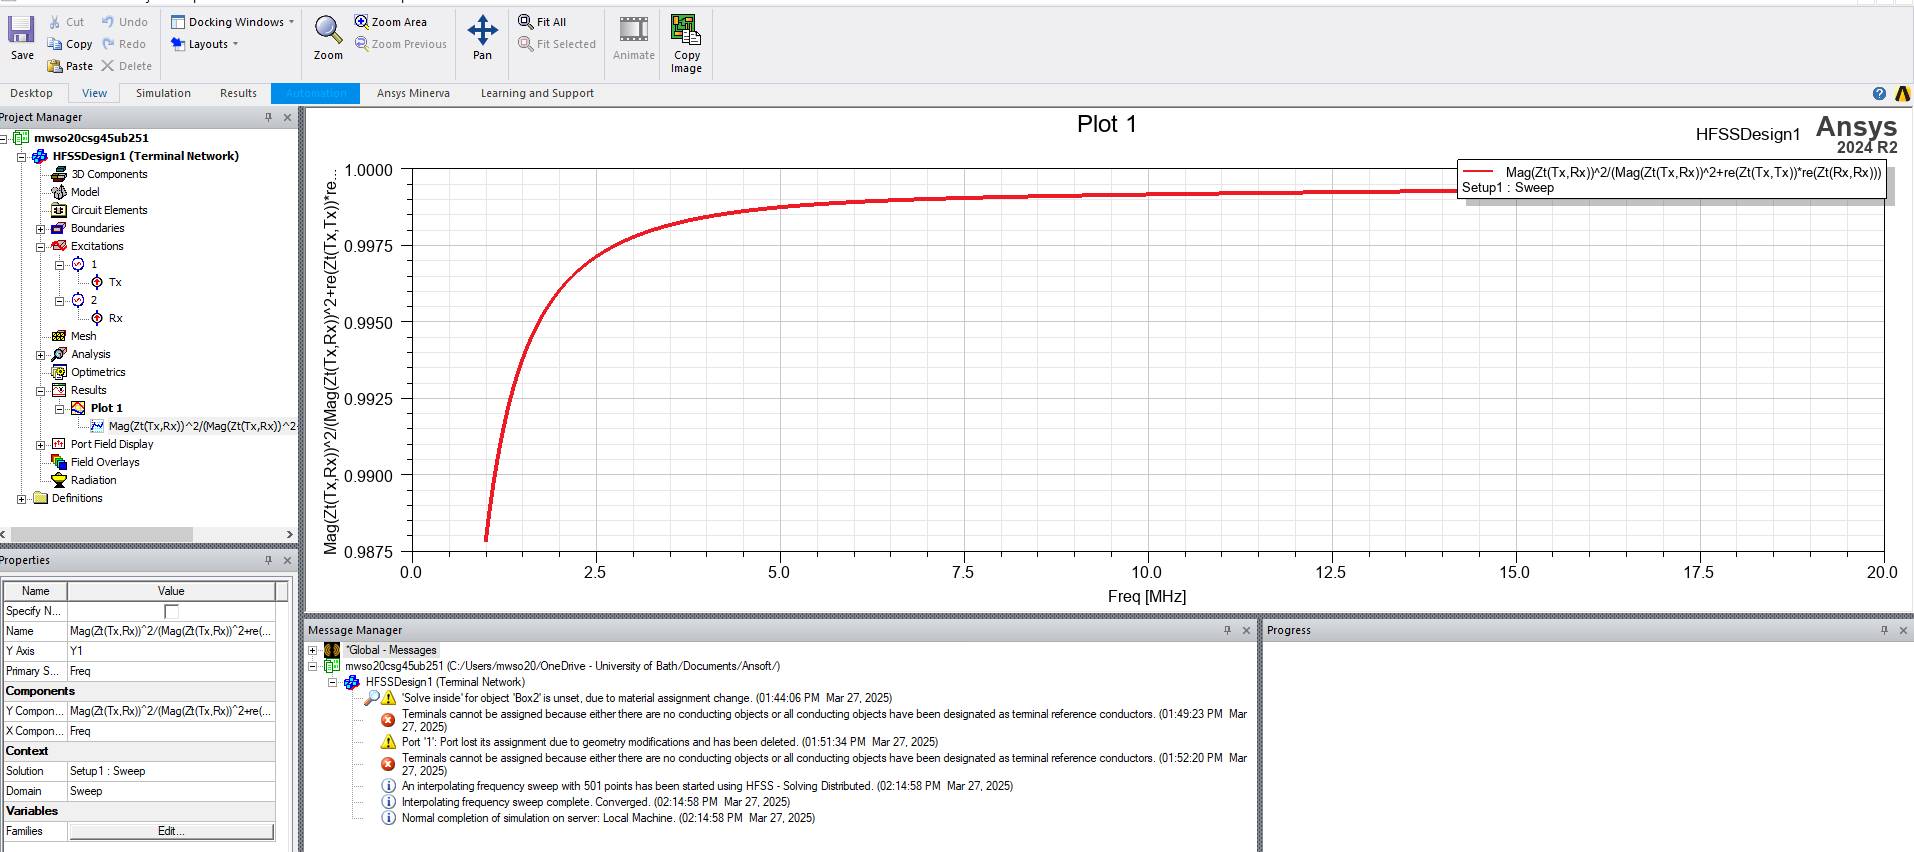 Save
Cut
Copy
Paste
Undo
Redo
Delete
Docking Windows
Layouts
Zoom
Zoom Area
Zoom Previous
Pan
Fit All
Fit Selected
Animate
Copy
Image
Desktop View Simulation Results Automation Ansys Minerva Learning and Support
Project Manager
mwso20csg45ub251
HFSSDesign1 (Terminal Network)
3D Components
Model
Circuit Elements
Boundaries
Excitations
1
Tx
2
Rx
Mesh
Analysis
Optimetrics
Results
Plot 1
Mag(Zt(Tx,Rx))^2/(Mag(Zt(Tx,Rx))^2
Port Field Display
Field Overlays
Radiation
Definitions
Properties
Name Value
Specify N...
Name Mag(Zt(Tx,Rx))^2/(Mag(Zt(Tx,Rx))^2+re(...
Y Axis Y1
Primary S... Freq
Components
Y Compon... Mag(Zt(Tx,Rx))^2/(Mag(Zt(Tx,Rx))^2+re(...
X Compon... Freq
Context
Solution Setup1 : Sweep
Domain Sweep
Variables
Families Edit...
Plot 1
HFSSDesign1
Ansys
2024 R2
Mag(Zt(Tx,Rx))^2/(Mag(Zt(Tx,Rx))^2+re(Zt(Tx,Tx))*re(Zt(Rx,Rx)))
Setup1 : Sweep
Mag(Zt(Tx,Rx))^2/(Mag(Zt(Tx,Rx))^2+re(Zt(Tx,Tx))*re...
1.0000
0.9975
0.9950
0.9925
0.9900
0.9875
0.0 2.5 5.0 7.5 10.0 12.5 15.0 17.5 20.0
Freq [MHz]
Message Manager
*Global - Messages
mwso20csg45ub251 (C:/Users/mwso20/OneDrive - University of Bath/Documents/Ansoft/)
HFSSDesign1 (Terminal Network)
'Solve inside' for object 'Box2' is unset, due to material assignment change. (01:44:06 PM Mar 27, 2025)
Terminals cannot be assigned because either there are no conducting objects or all conducting objects have been designated as terminal reference conductors. (01:49:23 PM Mar
27, 2025)
Port '1': Port lost its assignment due to geometry modifications and has been deleted. (01:51:34 PM Mar 27, 2025)
Terminals cannot be assigned because either there are no conducting objects or all conducting objects have been designated as terminal reference conductors. (01:52:20 PM Mar
27, 2025)
An interpolating frequency sweep with 501 points has been started using HFSS - Solving Distributed. (02:14:58 PM Mar 27, 2025)
Interpolating frequency sweep complete. Converged. (02:14:58 PM Mar 27, 2025)
Normal completion of simulation on server: Local Machine. (02:14:58 PM Mar 27, 2025)
Progress